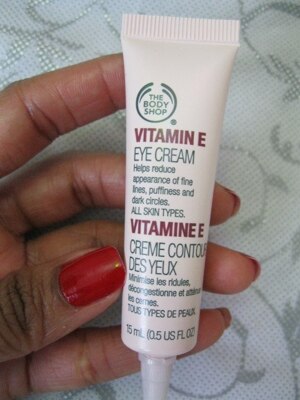 THE
BODY
SHOP
®
VITAMIN E
EYE CREAM
Helps reduce
appearance of fine
lines, puffiness and
dark circles.
ALL SKIN TYPES.
VITAMINE E
CREME CONTOUR
DES YEUX
Minimise les ridules,
décongestionne et atténue
les cernes.
TOUS TYPES DE PEAUX.
15 mL (0.5 US FL OZ)